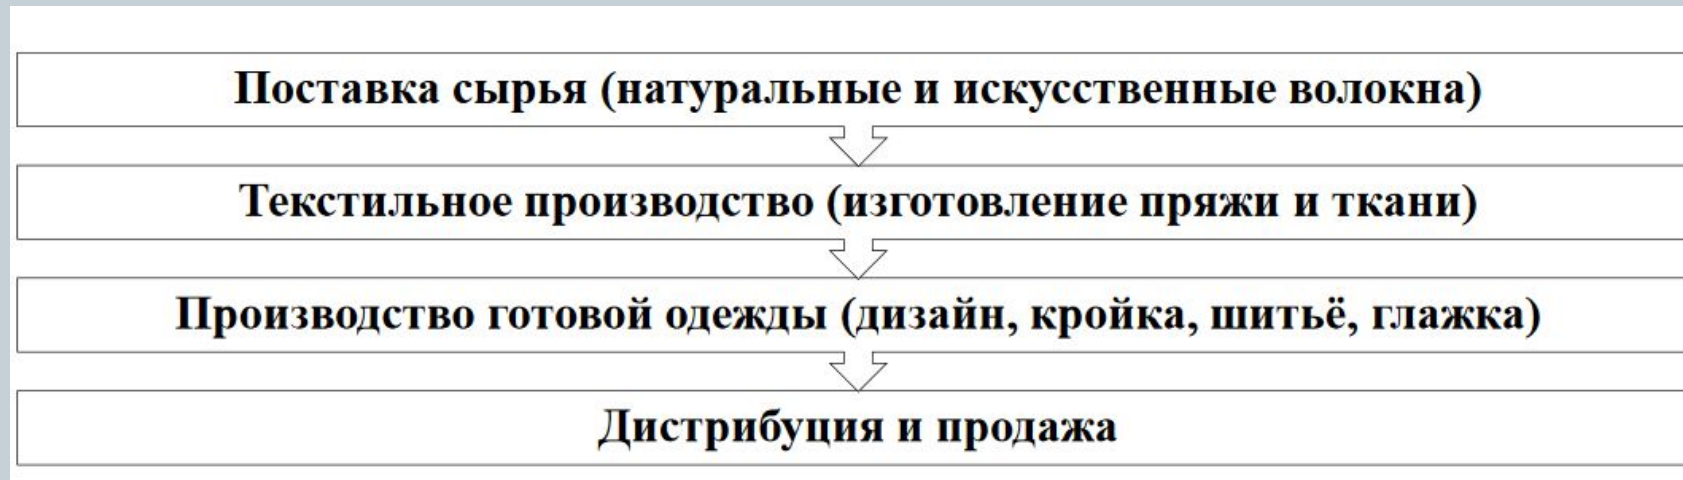 Поставка сырья (натуральные и искусственные волокна)
Текстильное производство (изготовление пряжи и ткани)
Производство готовой одежды (дизайн, кройка, шитьё, глажка)
Дистрибуция и продажа